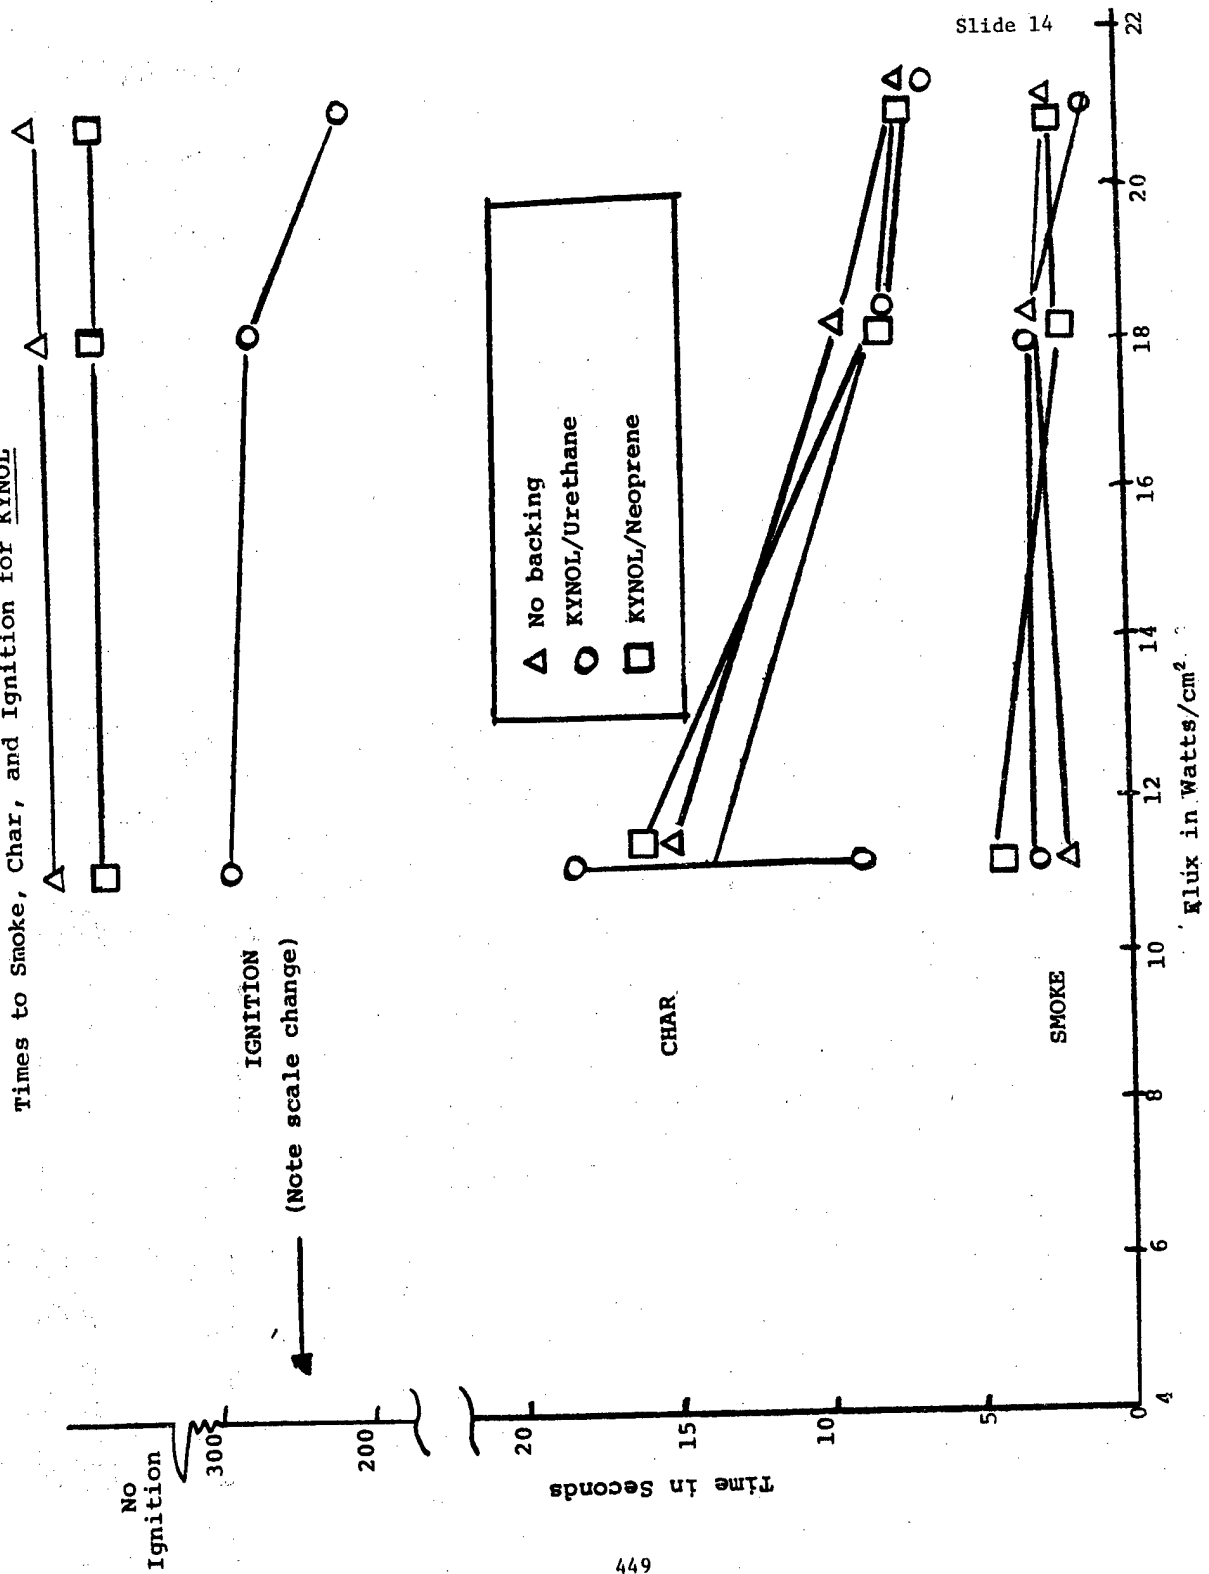 Times to Smoke, Char, and Ignition for KYNOL
No
Ignition
300
200
IGNITION
(Note scale change)
△ No backing
○ KYNOL/Urethane
□ KYNOL/Neoprene
20
15
10
5
0
Time in Seconds
CHAR
SMOKE
4
6
8
10
12
14
16
18
20
22
Flux in Watts/cm²
Slide 14
449